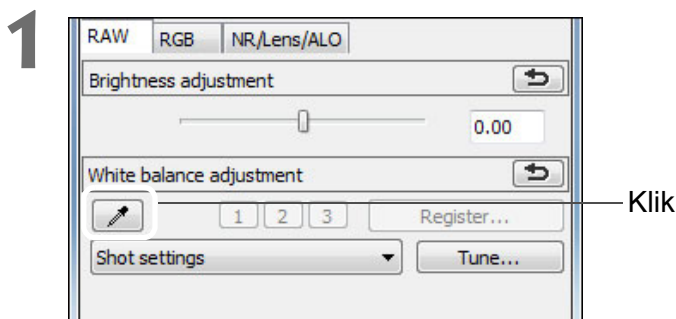 1
RAW RGB NR/Lens/ALO
Brightness adjustment
0.00
White balance adjustment
Klik
1 2 3 Register...
Shot settings Tune...